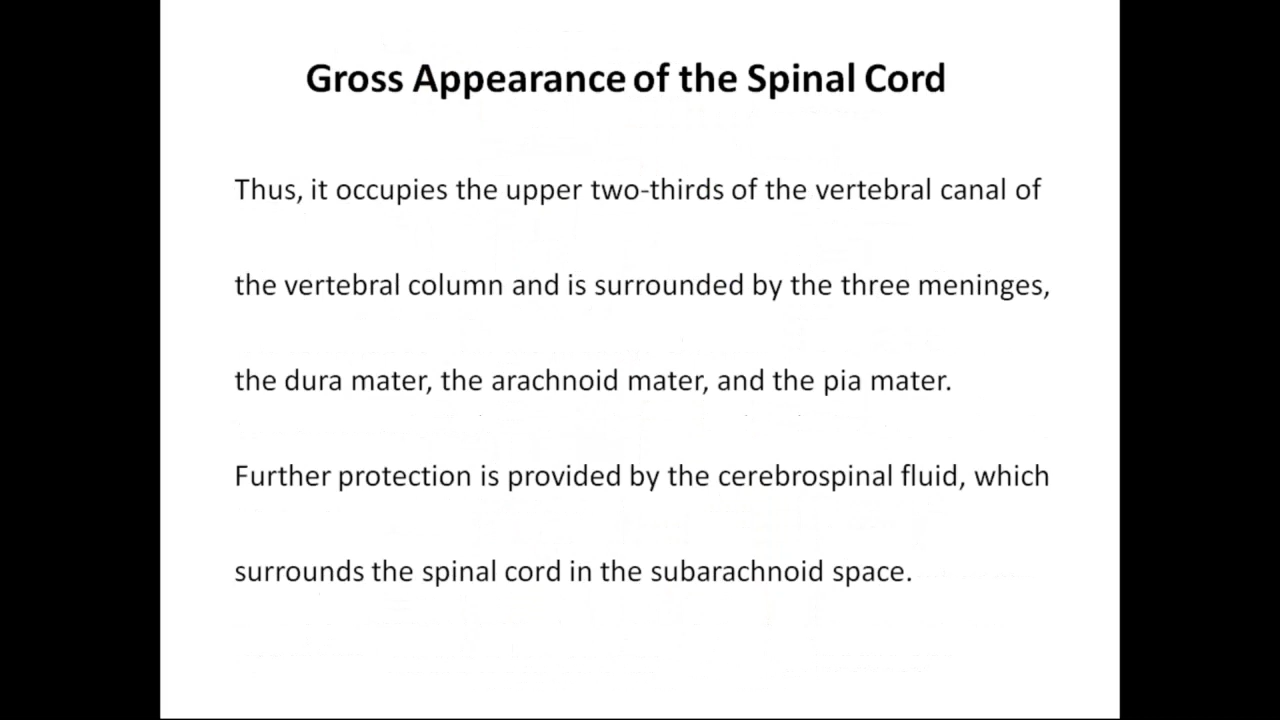 Gross Appearance of the Spinal Cord
Thus, it occupies the upper two-thirds of the vertebral canal of
the vertebral column and is surrounded by the three meninges,
the dura mater, the arachnoid mater, and the pia mater.
Further protection is provided by the cerebrospinal fluid, which
surrounds the spinal cord in the subarachnoid space.